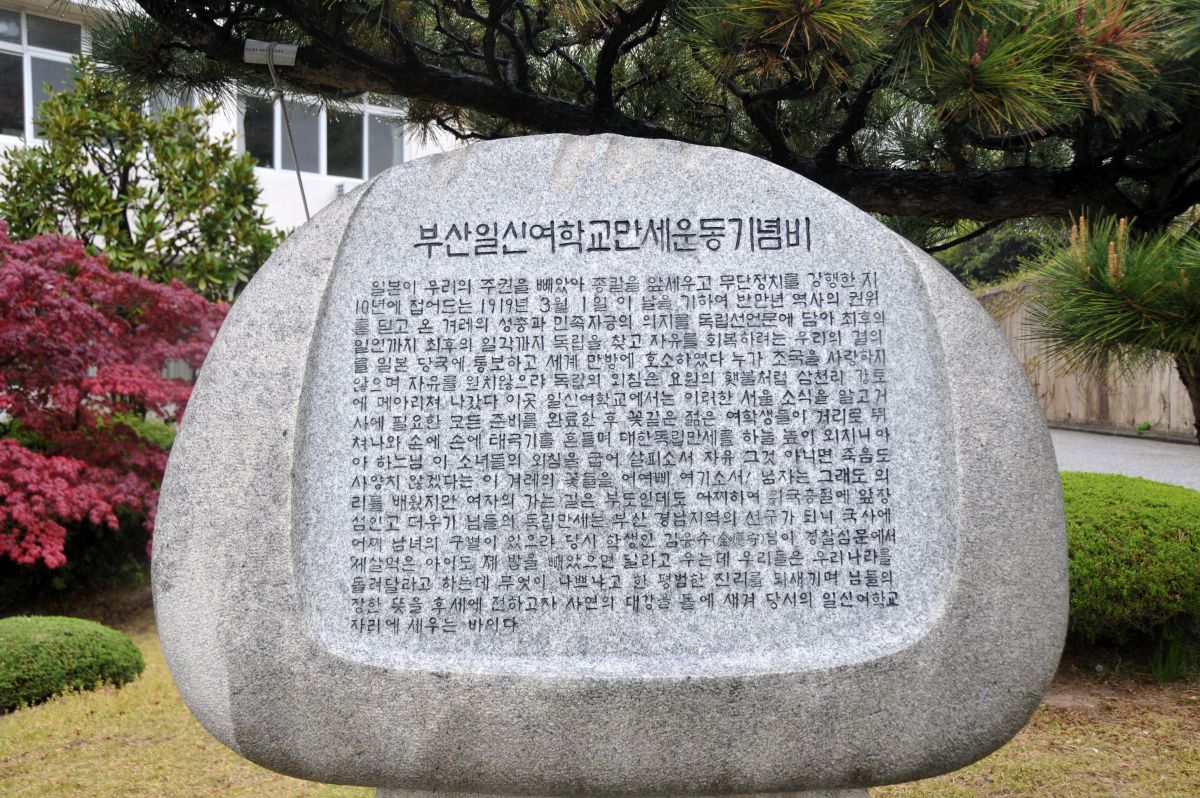 부산일신여학교만세운동기념비
일본이 우리의 주권을 빼았아 총칼을 앞세우고 무단정치를 강행한 지
10년에 접어드는 1919년 3월 1일 이 날을 기하여 반만년 역사의 권위
를 딛고 온 겨레의 성충과 민족자긍의 의지를 독립선언문에 담아 최후의
일인까지 최후의 일각까지 독립을 찾고 자유를 회복하려는 우리의 결의
를 일본 당국에 통보하고 세계 만방에 호소하였다 누가 조국을 사랑하지
않으며 자유를 원치않으랴 독립의 외침은 요원의 횃불처럼 삼천리 강토
에 메아리져 나갔다 이곳 일신여학교에서는 이러한 서울 소식을 알고거
사에 필요한 모든 준비를 완료한 후 꽃같은 젊은 여학생들이 거리로 뛰
쳐나와 손에 손에 태극기를 흔들며 대한독립만세를 하늘 높이 외치니아
아 하느님 이 소녀들의 외침을 굽어 살피소서 자유 그것 아니면 죽음도
사양치 않겠다는 이 겨레의 꽃들을 어여삐 여기소서! 남자는 그래도 의
리를 배웠지만 여자의 가는 길은 부도인데도 어찌하여 위국충절에 앞장
섬인고 더우기 님들의 독립만세는 부산 경남지역의 선구가 되니 국사에
어찌 남녀의 구별이 있으랴 당시 학생인 김응수(金應守)님이 경찰심문에서
제살먹은 아이도 제 밥을 빼았으면 달라고 우는데 우리들은 우리나라를
돌려달라고 하는데 무엇이 나쁘냐고 한 평범한 진리를 되새기며 님들의
장한 뜻을 후세에 전하고자 사연의 대강을 돌에 새겨 당시의 일신여학교
자리에 세우는 바이다